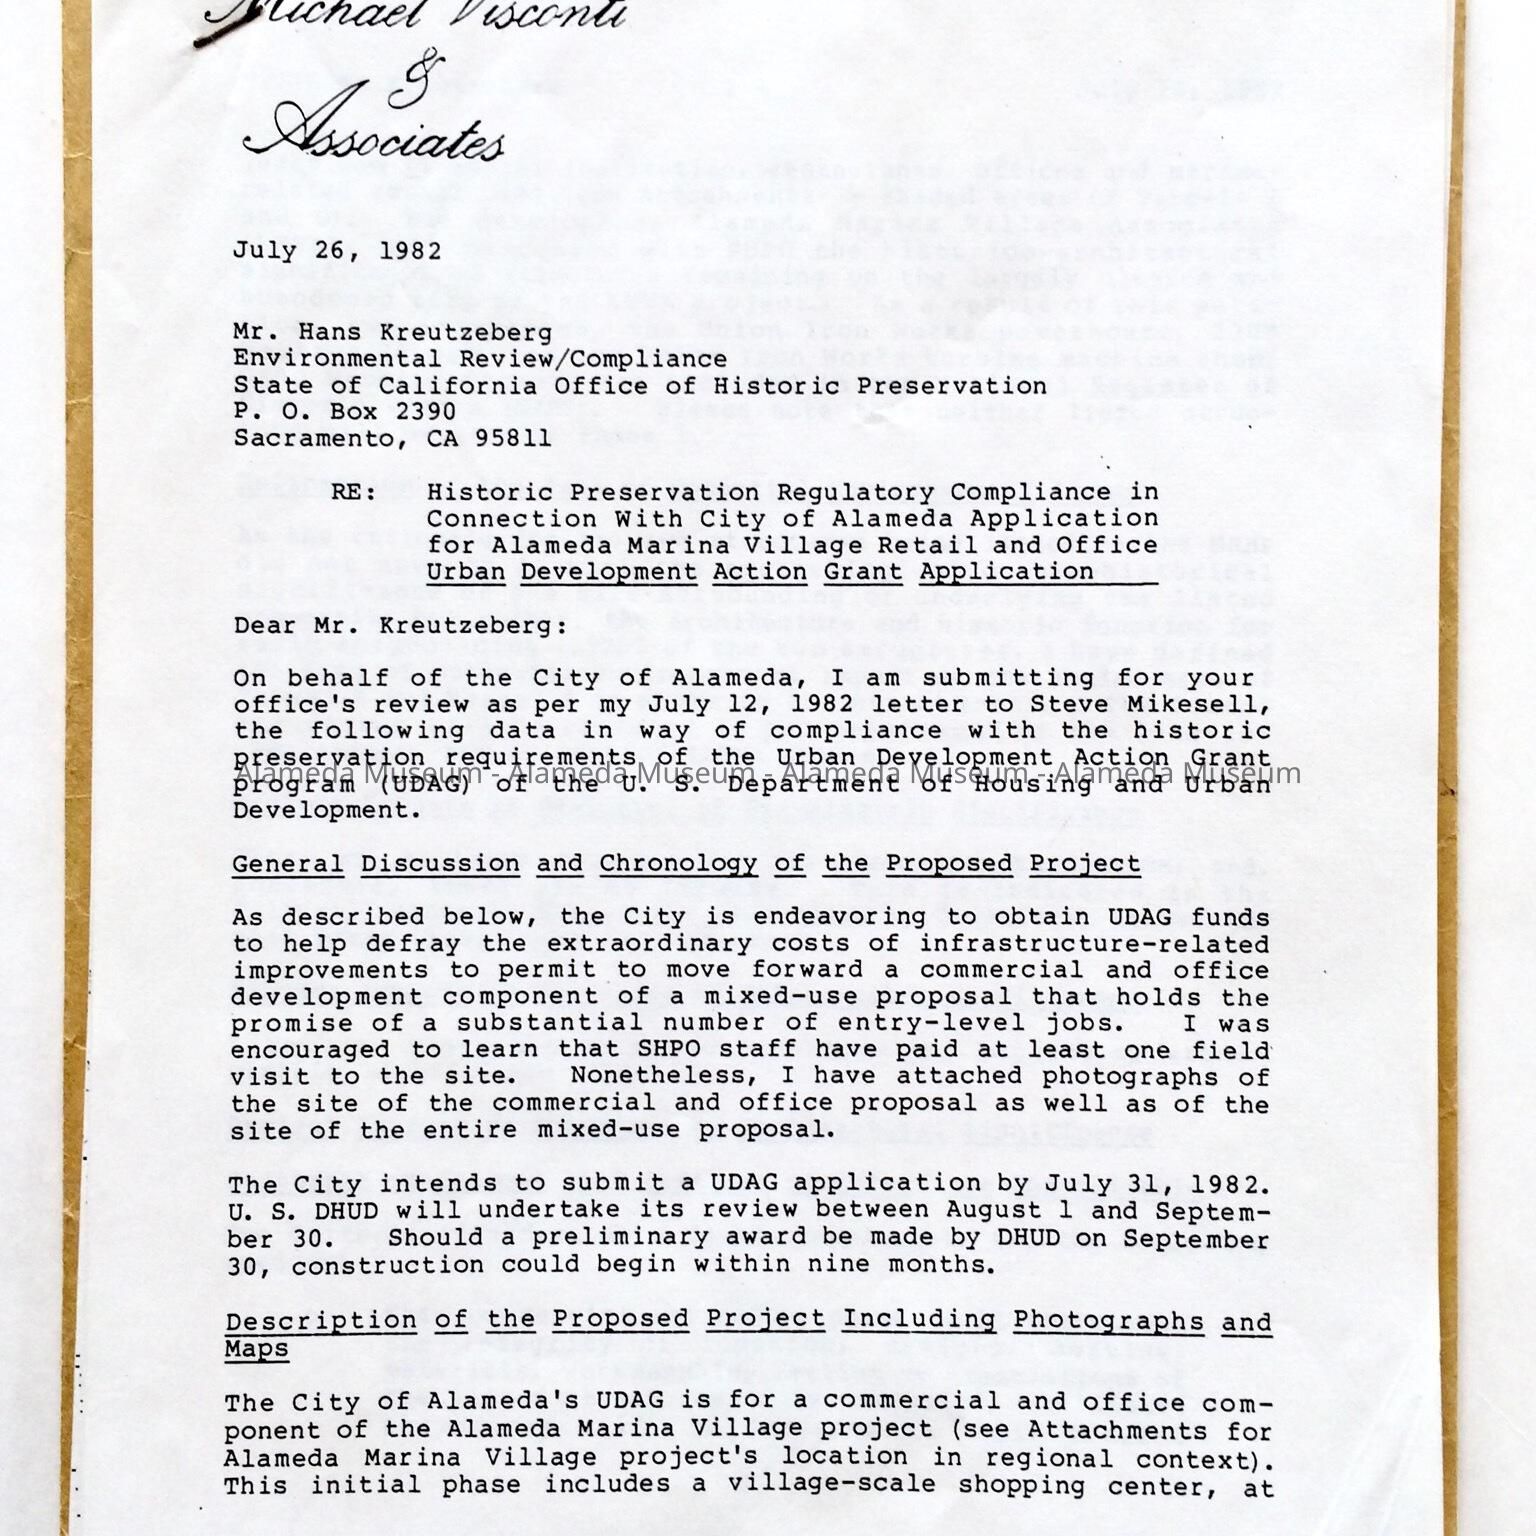 Michael Visconti
&
Associates
July 26, 1982
Mr. Hans Kreutzeberg
Environmental Review/Compliance
State of California Office of Historic Preservation
P. O. Box 2390
Sacramento, CA 95811
RE: Historic Preservation Regulatory Compliance in
Connection With City of Alameda Application
for Alameda Marina Village Retail and Office
Urban Development Action Grant Application
Dear Mr. Kreutzeberg:
On behalf of the City of Alameda, I am submitting for your
office's review as per my July 12, 1982 letter to Steve Mikesell,
the following data in way of compliance with the historic
preservation requirements of the Urban Development Action Grant
Alameda Museum - Alameda Museum - Alameda Museum - Alameda Museum
program (UDAG) of the U. S. Department of Housing and Urban
Development.
General Discussion and Chronology of the Proposed Project
As described below, the City is endeavoring to obtain UDAG funds
to help defray the extraordinary costs of infrastructure-related
improvements to permit to move forward a commercial and office
development component of a mixed-use proposal that holds the
promise of a substantial number of entry-level jobs. I was
encouraged to learn that SHPO staff have paid at least one field
visit to the site. Nonetheless, I have attached photographs of
the site of the commercial and office proposal as well as of the
site of the entire mixed-use proposal.
The City intends to submit a UDAG application by July 31, 1982.
U. S. DHUD will undertake its review between August 1 and Septem-
ber 30. Should a preliminary award be made by DHUD on September
30, construction could begin within nine months.
Description of the Proposed Project Including Photographs and
Maps
The City of Alameda's UDAG is for a commercial and office com-
ponent of the Alameda Marina Village project (see Attachments for
Alameda Marina Village project's location in regional context).
This initial phase includes a village-scale shopping center, at